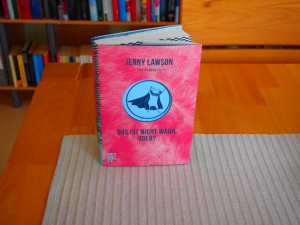 JENNY LAWSON
DAS IST NICHT WAHR,
ODER?